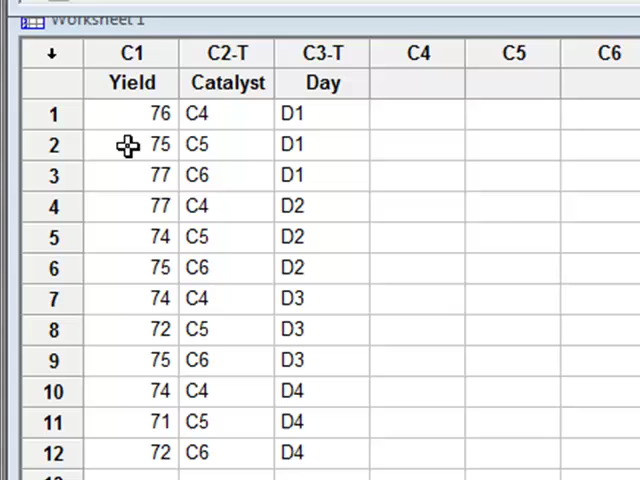 Worksheet 1
C1 C2-T C3-T C4 C5 C6
Yield Catalyst Day
1 76 C4 D1
2 75 C5 D1
3 77 C6 D1
4 77 C4 D2
5 74 C5 D2
6 75 C6 D2
7 74 C4 D3
8 72 C5 D3
9 75 C6 D3
10 74 C4 D4
11 71 C5 D4
12 72 C6 D4